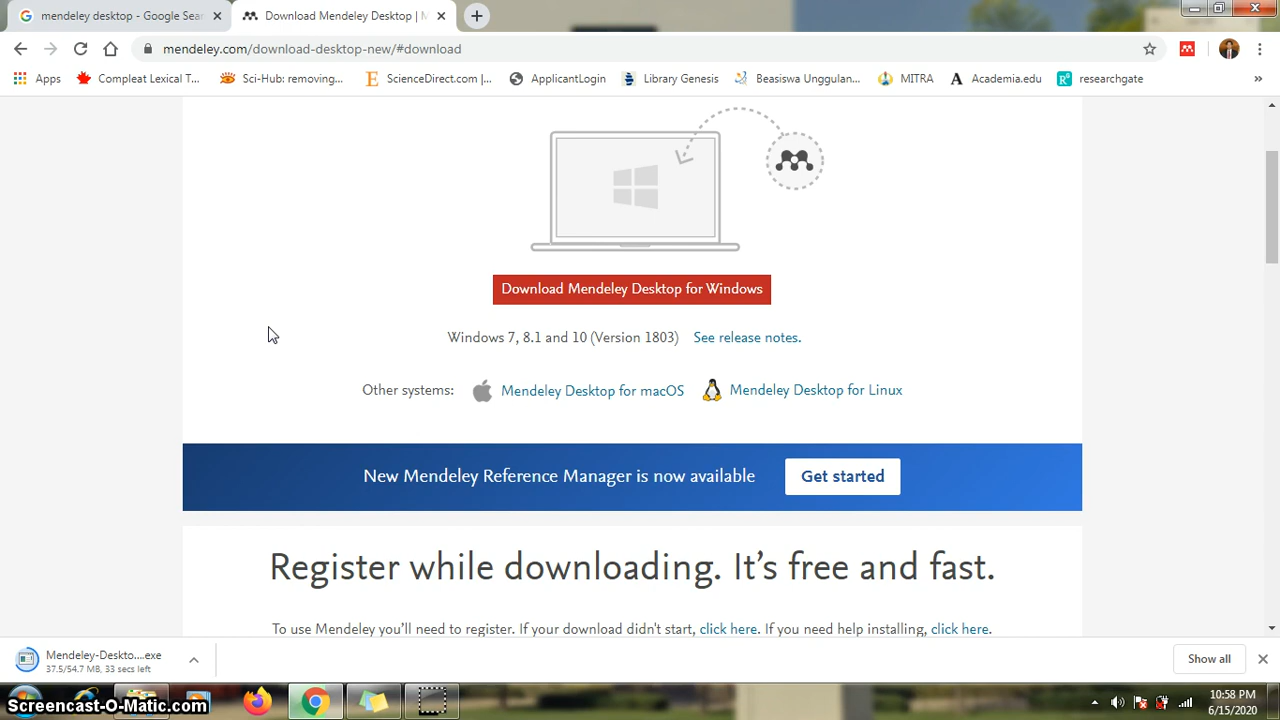 mendeley desktop - Google Sear
Download Mendeley Desktop | M
mendeley.com/download-desktop-new/#download
Apps
Compleat Lexical T...
Sci-Hub: removing...
E ScienceDirect.com |...
ApplicantLogin
Library Genesis
Beasiswa Unggulan...
MITRA
A Academia.edu
R researchgate
»
Download Mendeley Desktop for Windows
Windows 7, 8.1 and 10 (Version 1803) See release notes.
Other systems: Mendeley Desktop for macOS Mendeley Desktop for Linux
New Mendeley Reference Manager is now available Get started
Register while downloading. It's free and fast.
To use Mendeley you'll need to register. If your download didn't start, click here. If you need help installing, click here.
Mendeley-Deskto....exe
37.5/54.7 MB, 33 secs left
Show all
Screencast-O-Matic.com
10:58 PM
6/15/2020